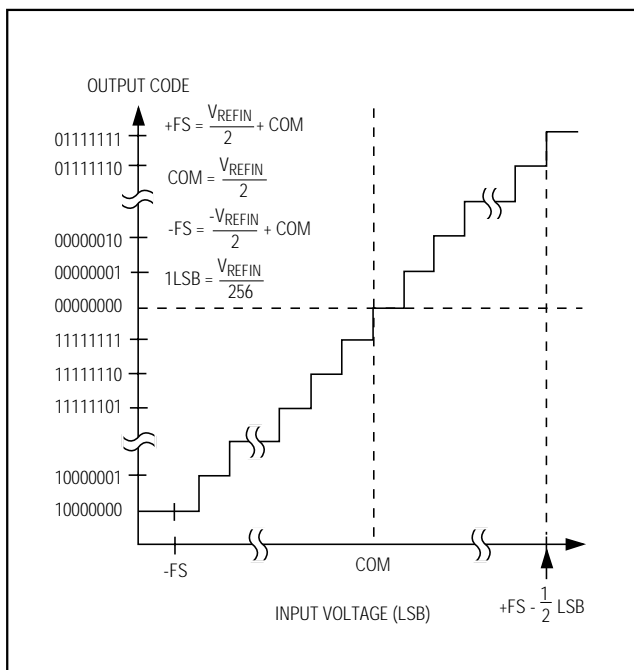 OUTPUT CODE
+FS = V_REFIN / 2 + COM
COM = V_REFIN / 2
-FS = -V_REFIN / 2 + COM
1LSB = V_REFIN / 256
01111111
01111110
00000010
00000001
00000000
11111111
11111110
11111101
10000001
10000000
-FS
COM
+FS - 1/2 LSB
INPUT VOLTAGE (LSB)